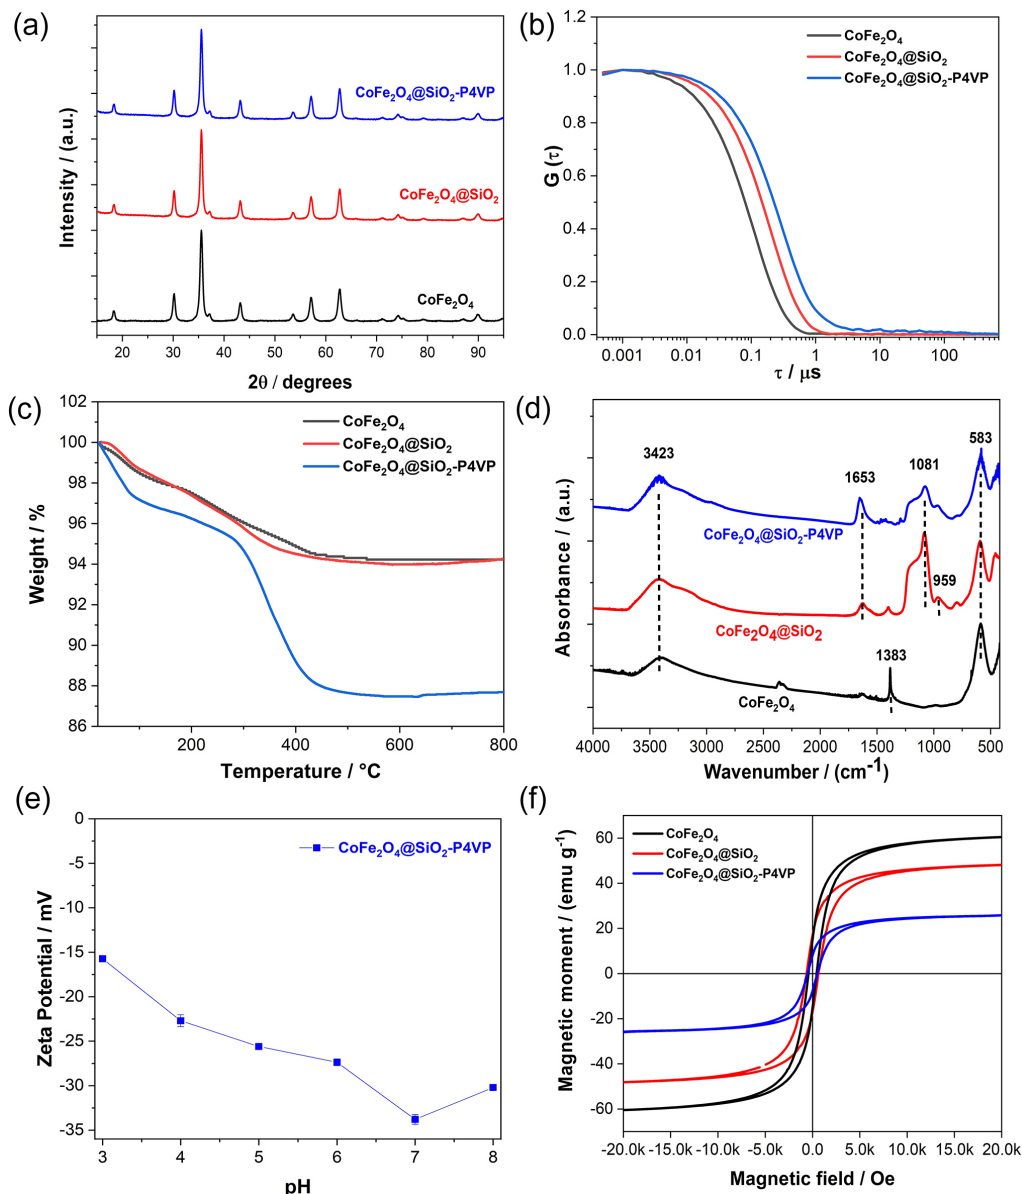 (a)
CoFe2O4@SiO2-P4VP
CoFe2O4@SiO2
CoFe2O4
Intensity / (a.u.)
15 20 30 40 50 60 70 80 90
2θ / degrees
(b)
CoFe2O4
CoFe2O4@SiO2
CoFe2O4@SiO2-P4VP
1.2
1.0
0.8
0.6
0.4
0.2
0.0
G (τ)
0.001 0.01 0.1 1 10 100
τ / μs
(c)
CoFe2O4
CoFe2O4@SiO2
CoFe2O4@SiO2-P4VP
102
100
98
96
94
92
90
88
86
Weight / %
200 400 600 800
Temperature / °C
(d)
3423
1653
1081
583
CoFe2O4@SiO2-P4VP
959
CoFe2O4@SiO2
1383
CoFe2O4
Absorbance / (a.u.)
4000 3500 3000 2500 2000 1500 1000 500
Wavenumber / (cm-1)
(e)
CoFe2O4@SiO2-P4VP
0
-5
-10
-15
-20
-25
-30
-35
Zeta Potential / mV
3 4 5 6 7 8
pH
(f)
CoFe2O4
CoFe2O4@SiO2
CoFe2O4@SiO2-P4VP
60
40
20
0
-20
-40
-60
Magnetic moment / (emu g-1)
-20.0k -15.0k -10.0k -5.0k 0.0 5.0k 10.0k 15.0k 20.0k
Magnetic field / Oe